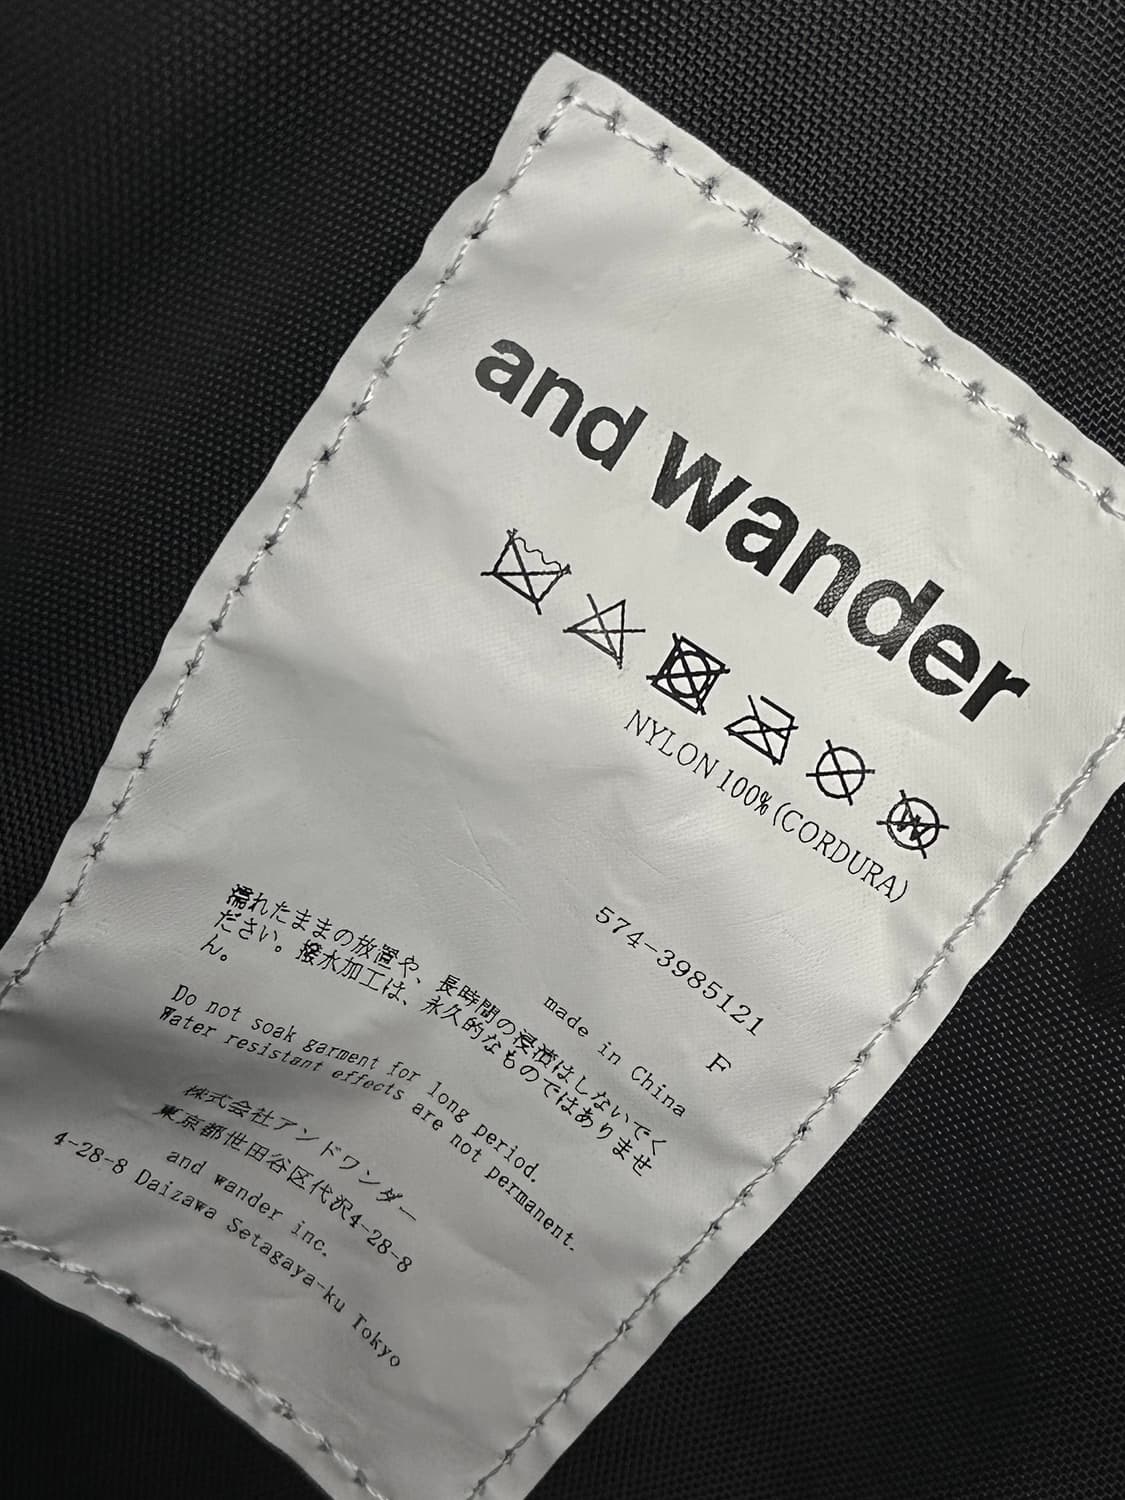 and wander
NYLON 100%(CORDURA)
574-3985121
F
made in China
濡れたままの放置や、長時間の浸漬はしないでく
ださい。撥水加工は、永久的なものではありませ
ん。
Do not soak garment for long period.
Water resistant effects are not permanent.
株式会社アンドワンダー
東京都世田谷区代沢4-28-8
and wander inc.
4-28-8 Daizawa Setagaya-ku Tokyo